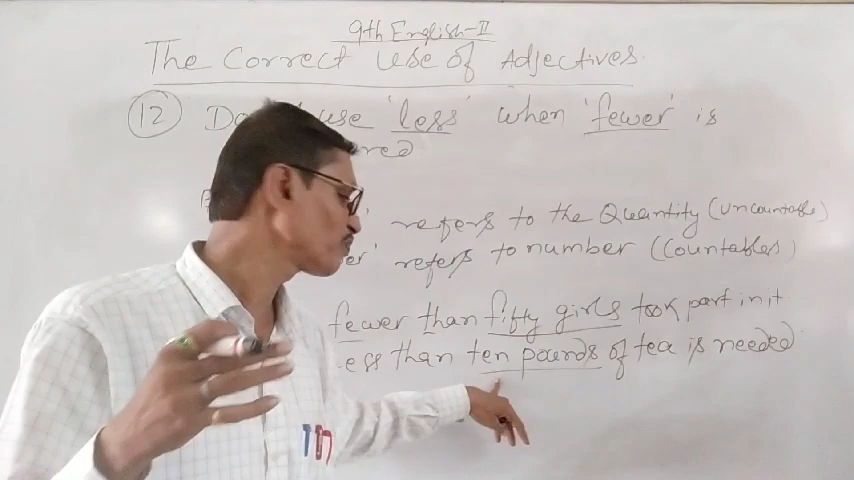 9th English-II
The Correct Use of Adjectives.
12 Do use 'less' when 'fewer' is
refers to the Quantity (Uncountable)
refers to number (Countables)
fewer than fifty girls took part in it
than ten pounds of tea is needed